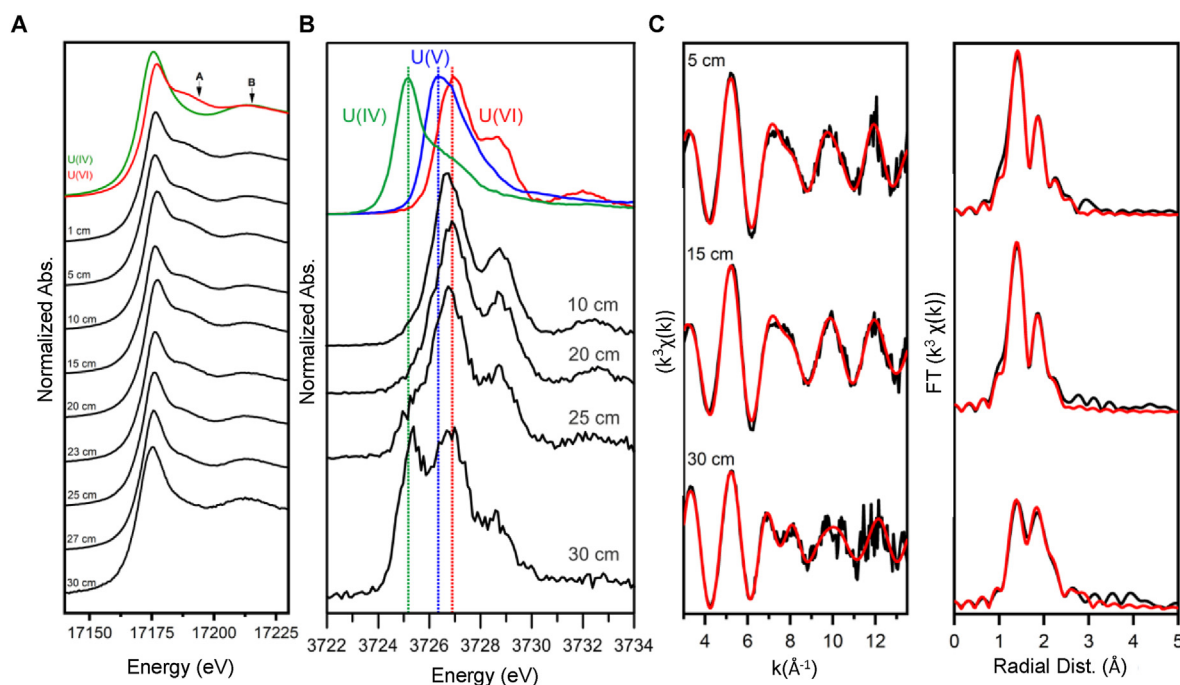 A
Normalized Abs.
A
B
U(IV)
U(VI)
1 cm
5 cm
10 cm
15 cm
20 cm
23 cm
25 cm
27 cm
30 cm
17150 17175 17200 17225
Energy (eV)
B
Normalized Abs.
U(V)
U(IV)
U(VI)
10 cm
20 cm
25 cm
30 cm
3722 3724 3726 3728 3730 3732 3734
Energy (eV)
C
(k³χ(k))
5 cm
15 cm
30 cm
4 6 8 10 12
k(Å⁻¹)
FT (k³ χ(k))
0 1 2 3 4 5
Radial Dist. (Å)